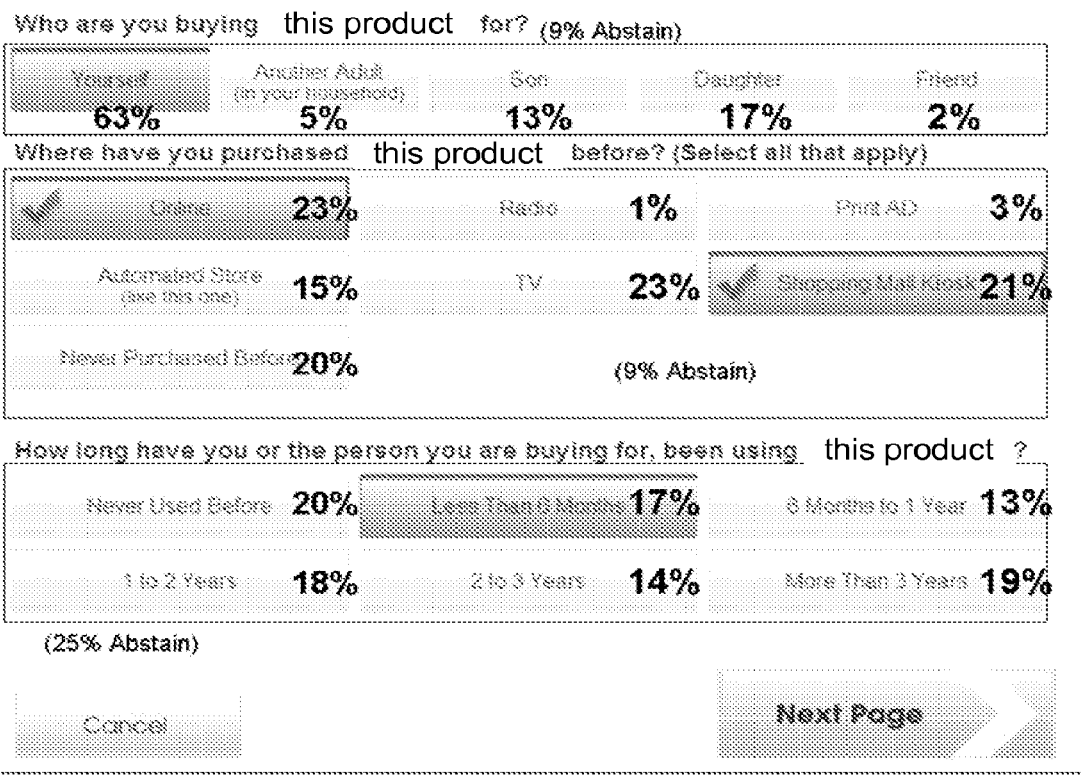 Who are you buying this product for? (9% Abstain)
Yourself
Another Adult
(in your household)
Son
Daughter
Friend
63% 5% 13% 17% 2%
Where have you purchased this product before? (Select all that apply)
Online 23% Radio 1% Print AD 3%
Automated Store
(like this one)
15% TV 23% Shopping Mall Kiosk 21%
Never Purchased Before 20%
(9% Abstain)
How long have you or the person you are buying for, been using this product ?
Never Used Before 20% Less Than 6 Months 17% 6 Months to 1 Year 13%
1 to 2 Years 18% 2 to 3 Years 14% More Than 3 Years 19%
(25% Abstain)
Cancel
Next Page